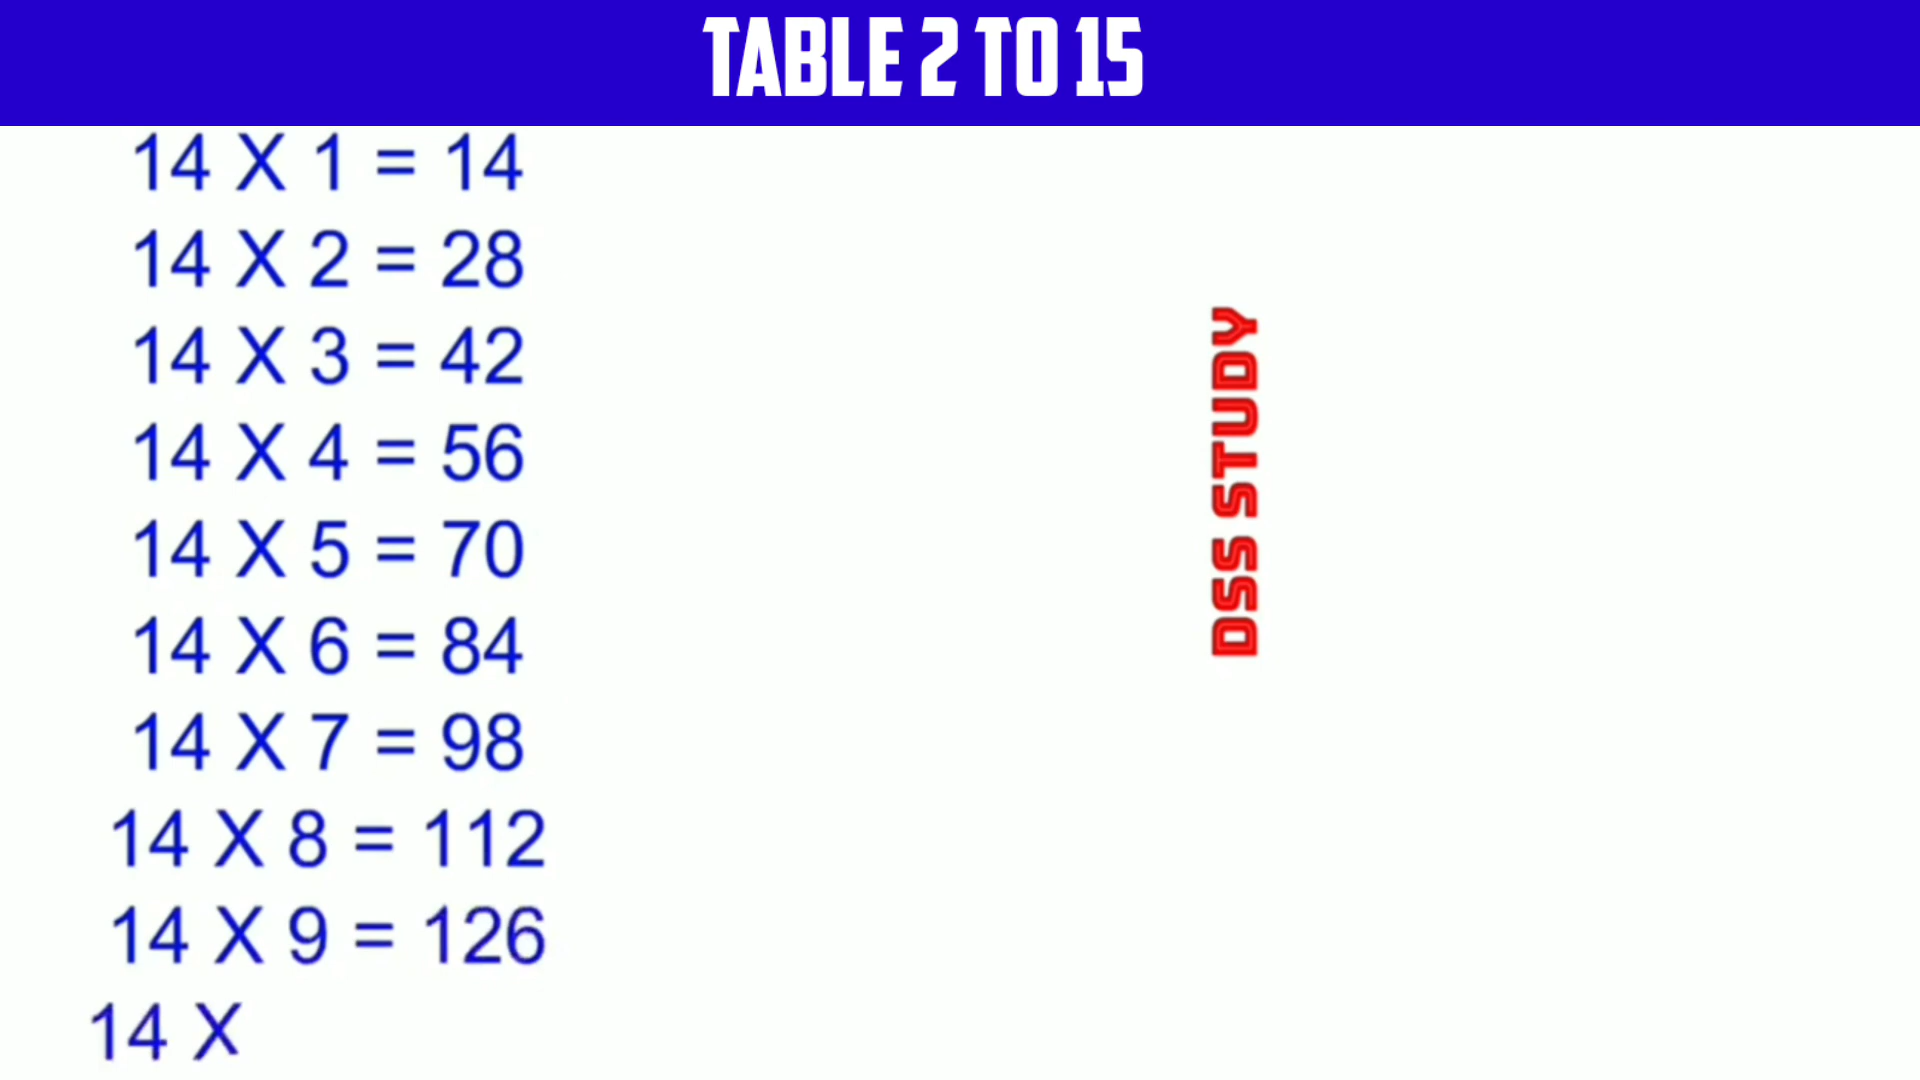 TABLE 2 TO 15
14 X 1 = 14
14 X 2 = 28
14 X 3 = 42
14 X 4 = 56
14 X 5 = 70
14 X 6 = 84
14 X 7 = 98
14 X 8 = 112
14 X 9 = 126
14 X
DSS STUDY